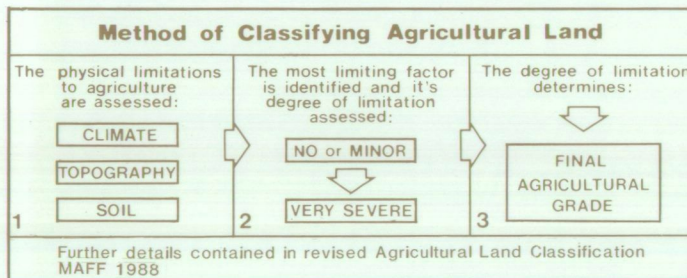 Method of Classifying Agricultural Land
The physical limitations
to agriculture
are assessed:
CLIMATE
TOPOGRAPHY
SOIL
1
The most limiting factor
is identified and it's
degree of limitation
assessed:
NO or MINOR
VERY SEVERE
2
The degree of limitation
determines:
FINAL
AGRICULTURAL
GRADE
3
Further details contained in revised Agricultural Land Classification
MAFF 1988